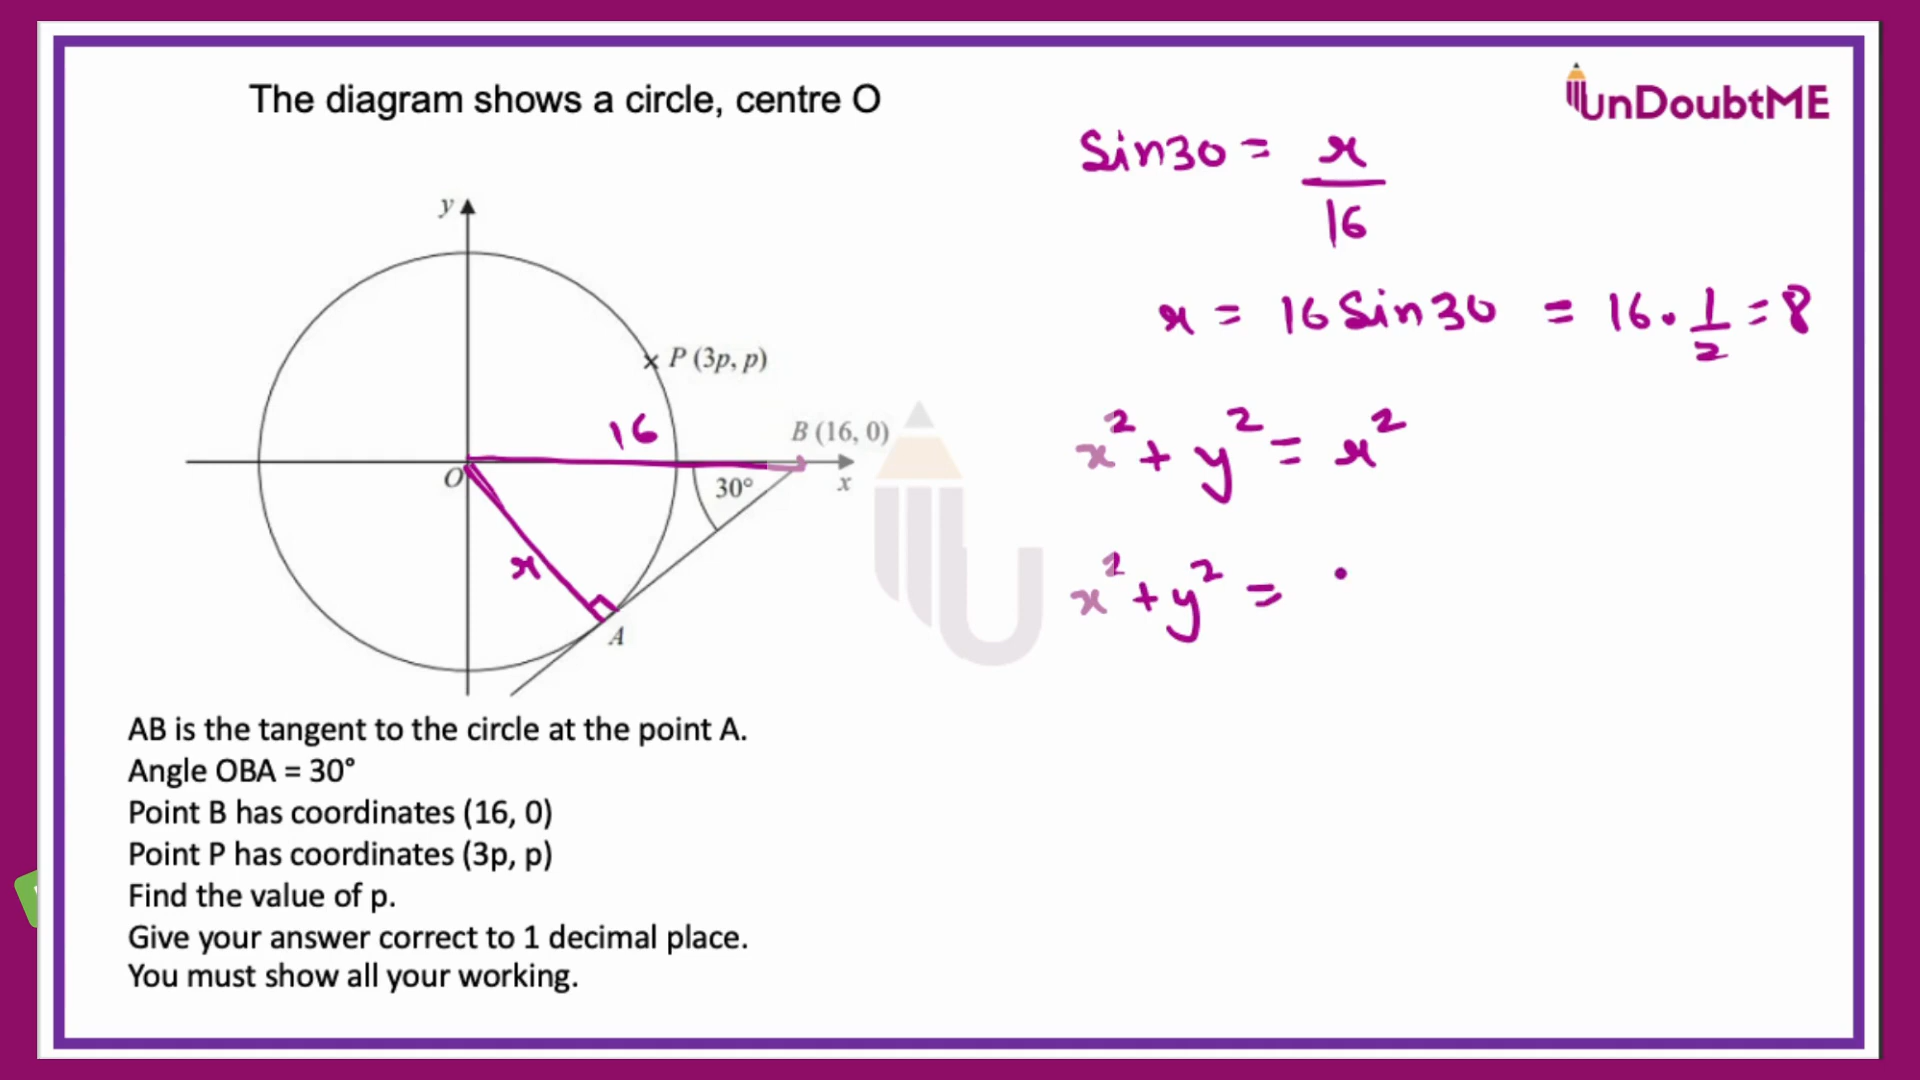 The diagram shows a circle, centre O
UnDoubtME
Sin30 = r/16
r = 16 Sin30 = 16 . 1/2 = 8
x² + y² = r²
x² + y² =
y
P (3p, p)
16
B (16, 0)
O
30°
x
r
A
AB is the tangent to the circle at the point A.
Angle OBA = 30°
Point B has coordinates (16, 0)
Point P has coordinates (3p, p)
Find the value of p.
Give your answer correct to 1 decimal place.
You must show all your working.